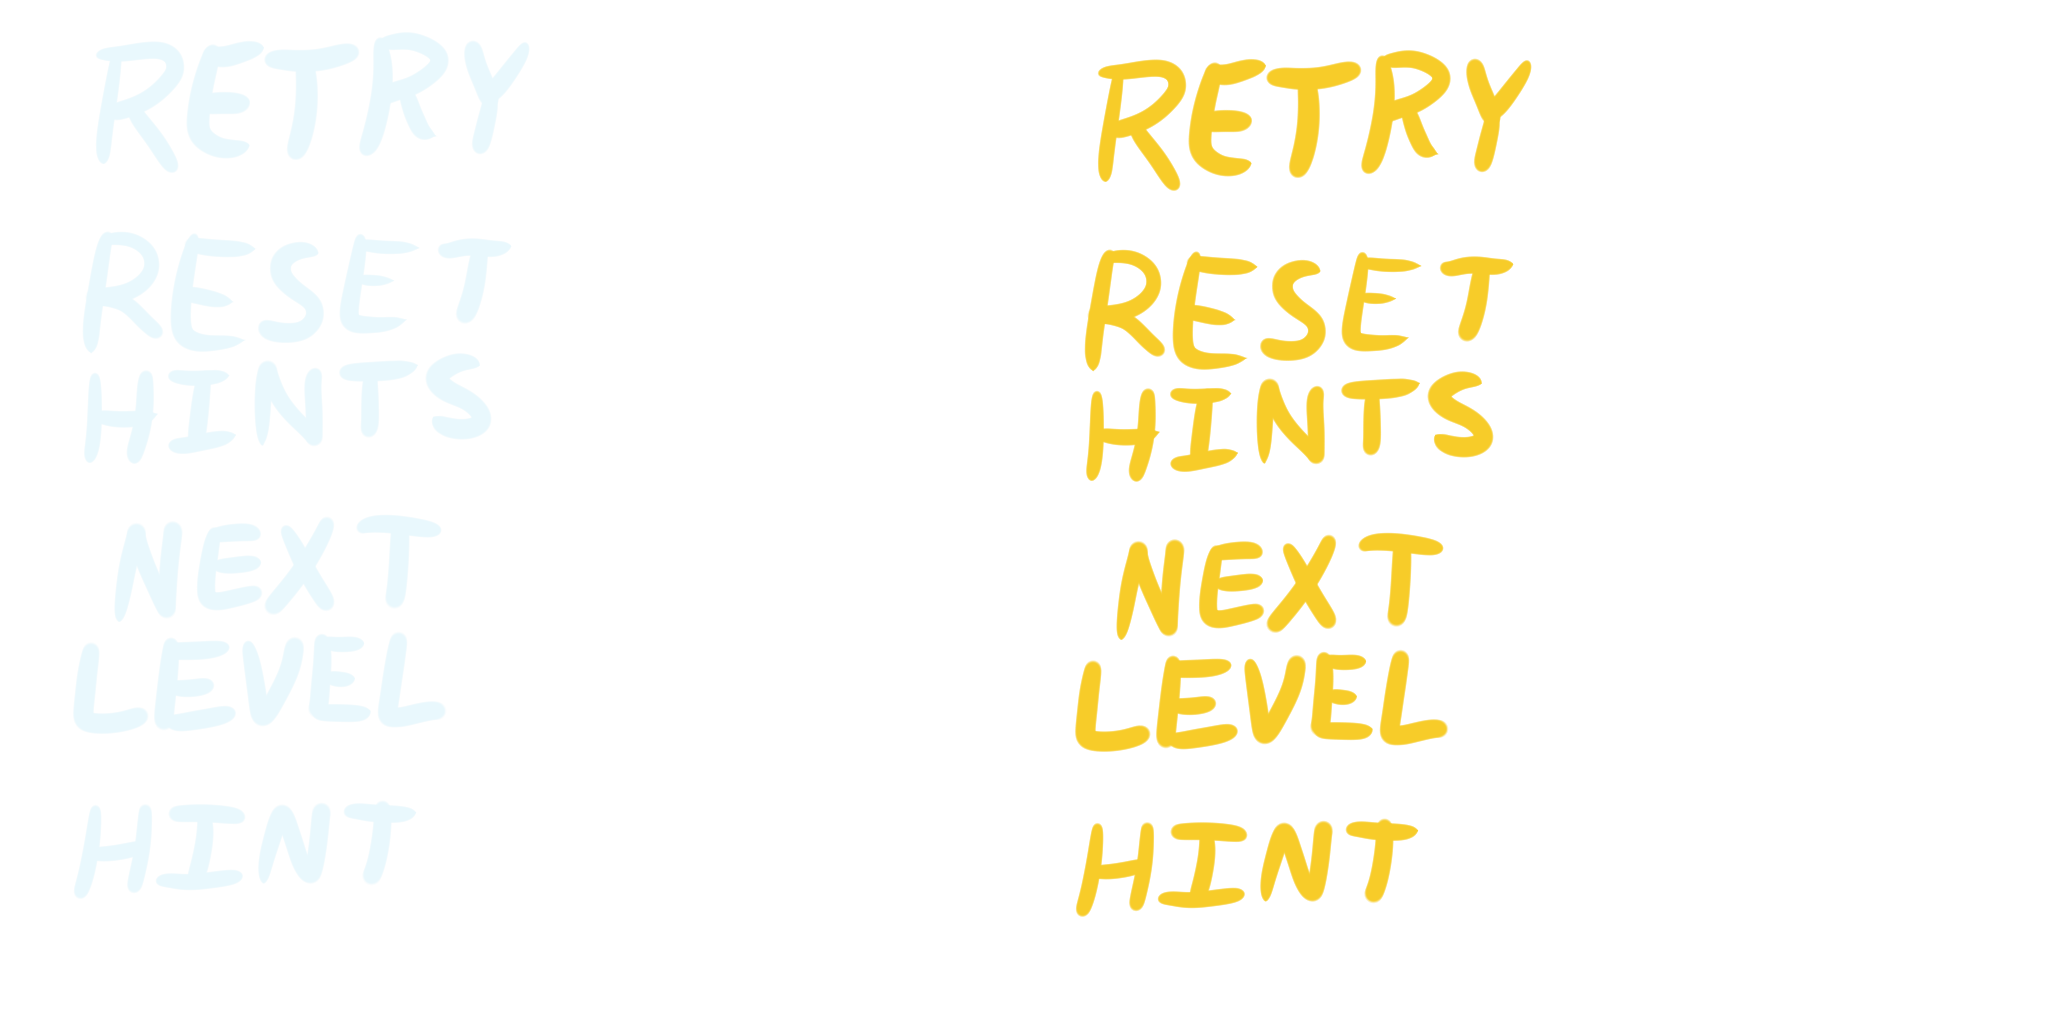 RETRY
RESET
HINTS
NEXT
LEVEL
HINT
RETRY
RESET
HINTS
NEXT
LEVEL
HINT